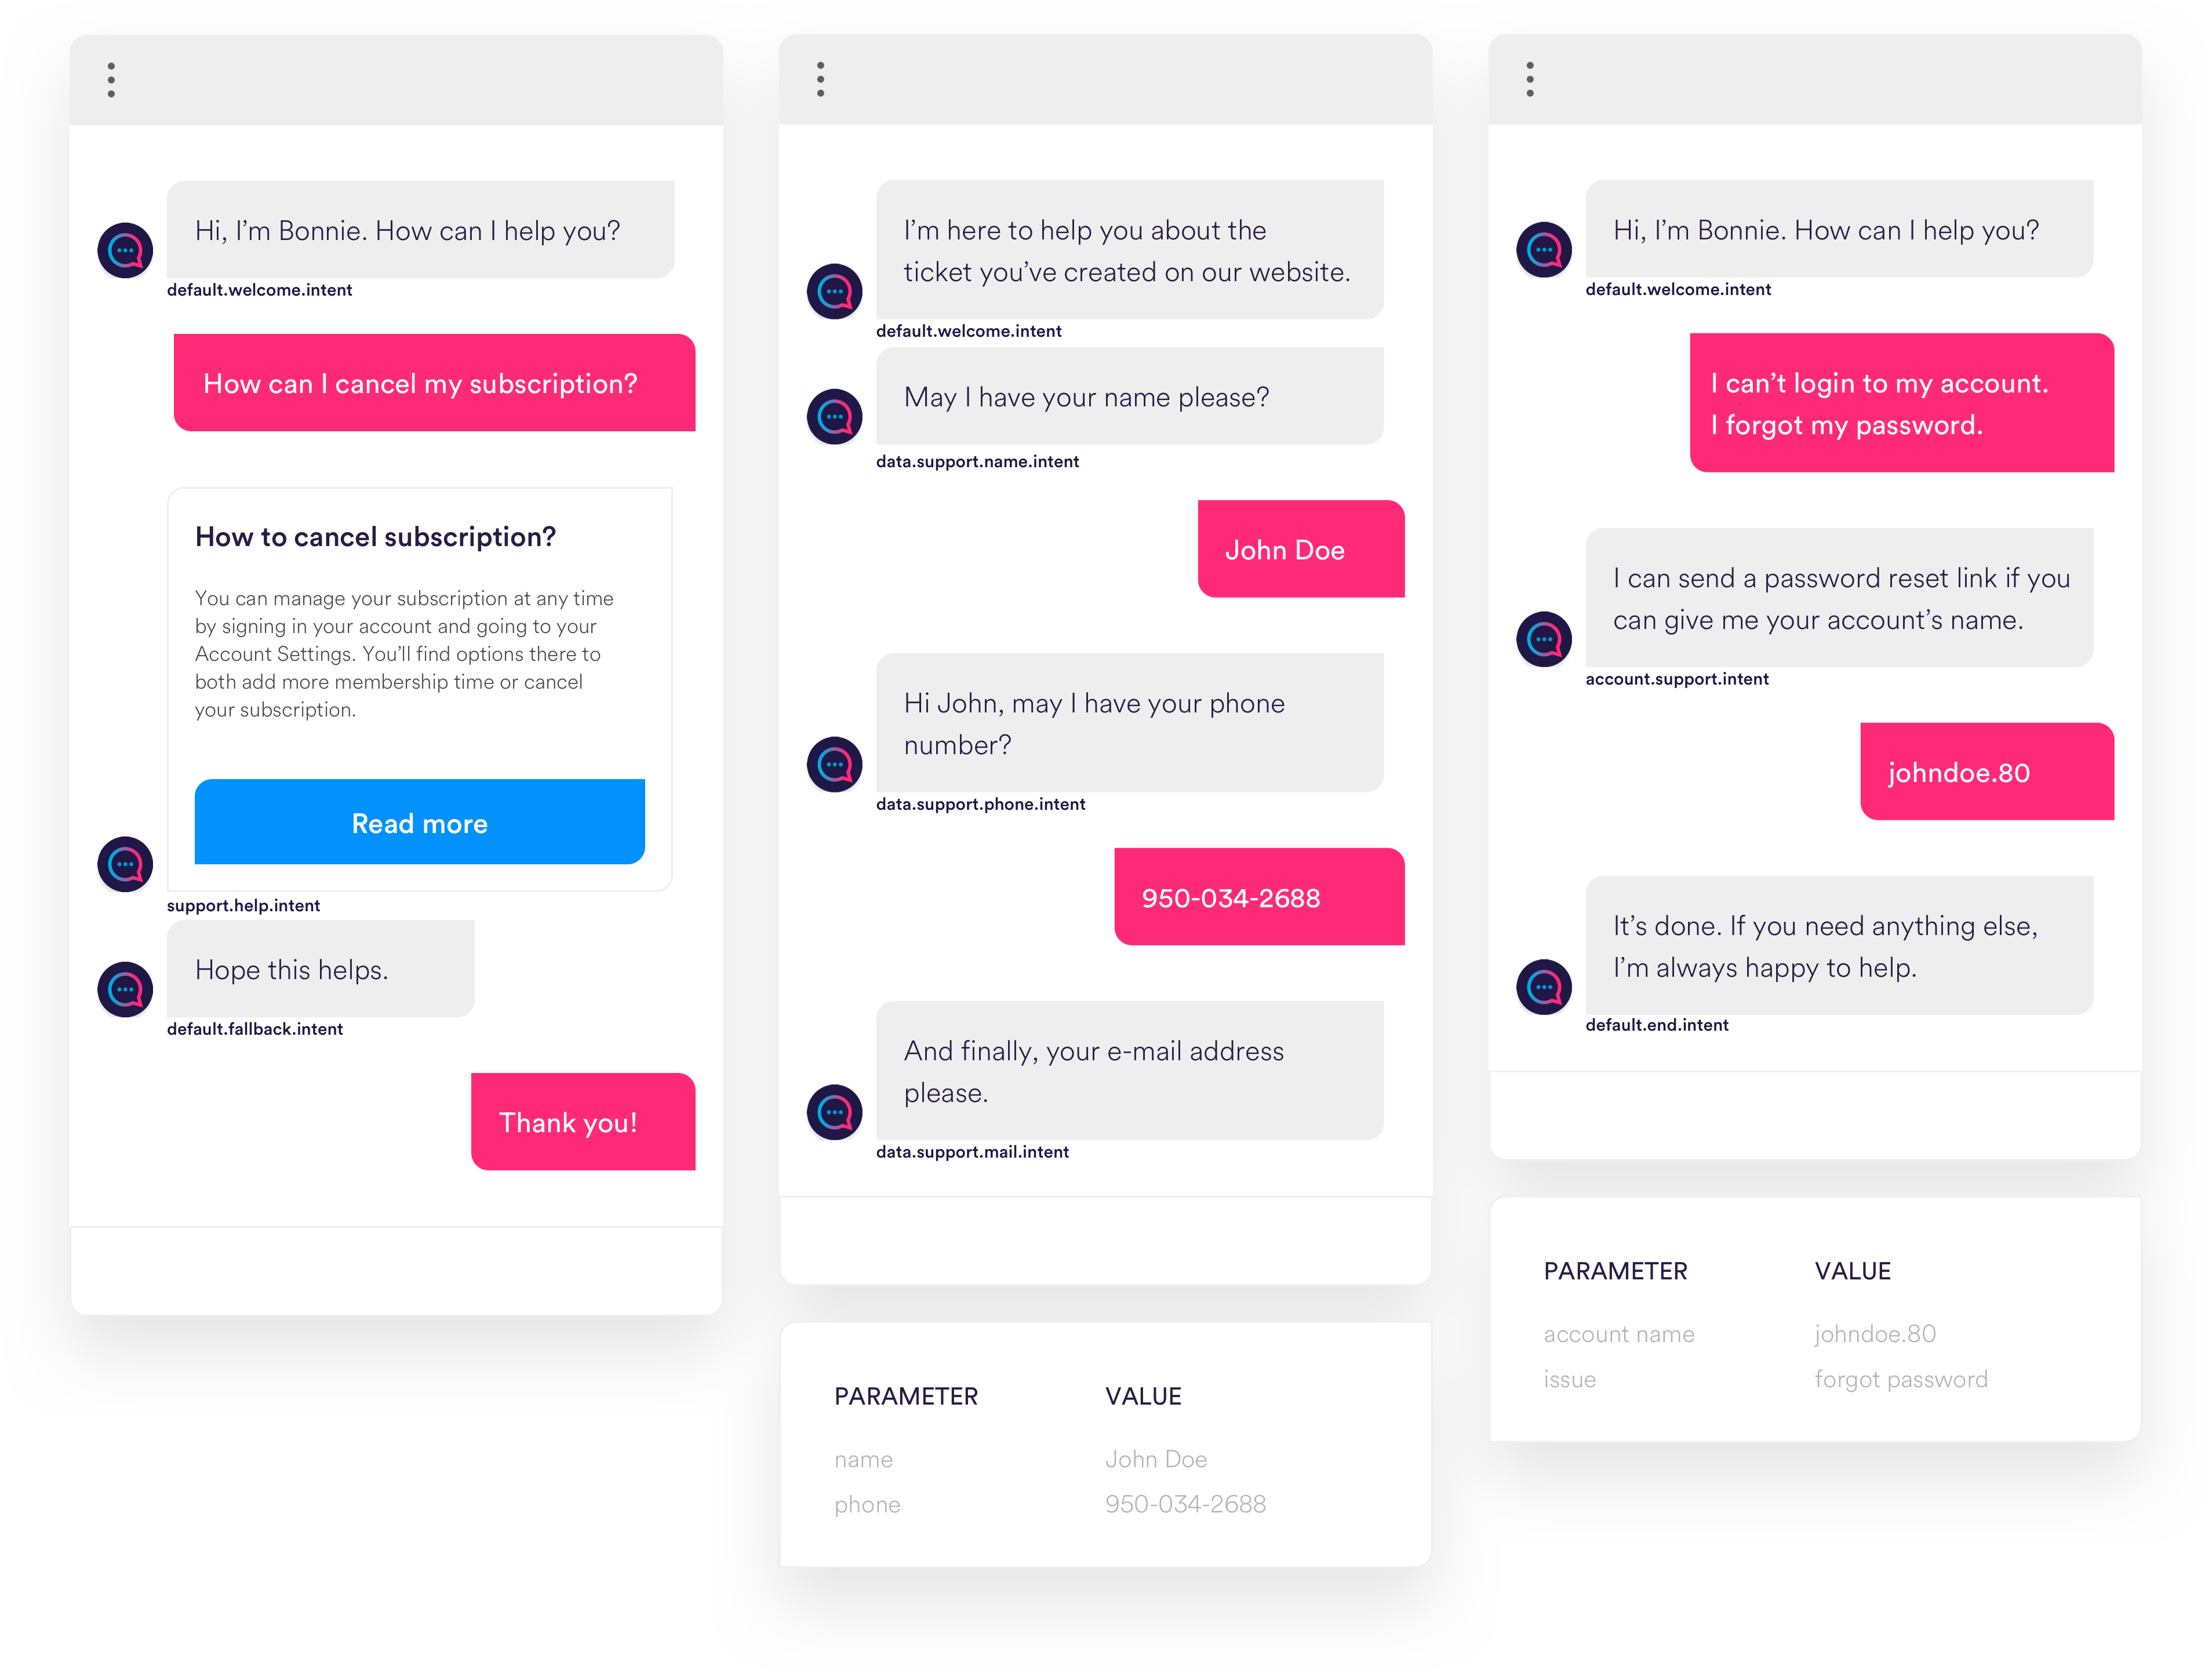 Hi, I’m Bonnie. How can I help you?
default.welcome.intent
How can I cancel my subscription?
How to cancel subscription?
You can manage your subscription at any time
by signing in your account and going to your
Account Settings. You’ll find options there to
both add more membership time or cancel
your subscription.
Read more
support.help.intent
Hope this helps.
default.fallback.intent
Thank you!
I’m here to help you about the
ticket you’ve created on our website.
default.welcome.intent
May I have your name please?
data.support.name.intent
John Doe
Hi John, may I have your phone
number?
data.support.phone.intent
950-034-2688
And finally, your e-mail address
please.
data.support.mail.intent
PARAMETER VALUE
name John Doe
phone 950-034-2688
Hi, I’m Bonnie. How can I help you?
default.welcome.intent
I can’t login to my account.
I forgot my password.
I can send a password reset link if you
can give me your account’s name.
account.support.intent
johndoe.80
It’s done. If you need anything else,
I’m always happy to help.
default.end.intent
PARAMETER VALUE
account name johndoe.80
issue forgot password